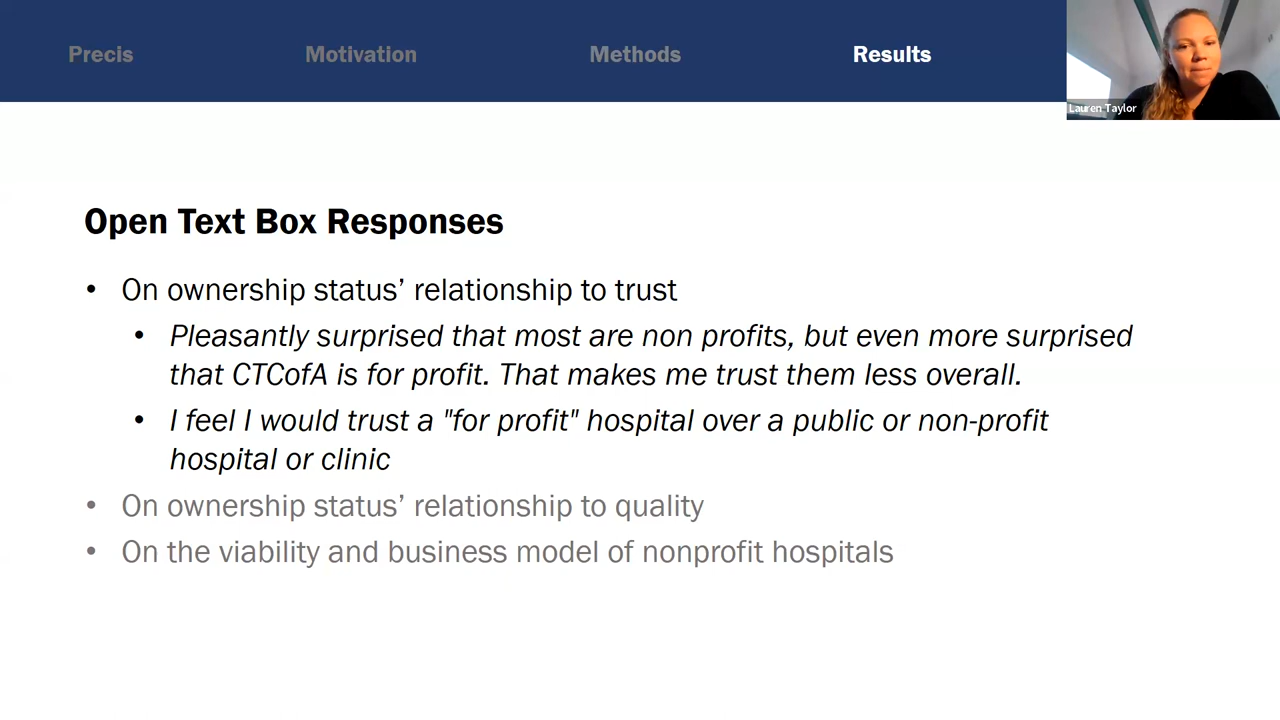 Precis Motivation Methods Results
Lauren Taylor
Open Text Box Responses
• On ownership status’ relationship to trust
• Pleasantly surprised that most are non profits, but even more surprised
that CTCofA is for profit. That makes me trust them less overall.
• I feel I would trust a "for profit" hospital over a public or non-profit
hospital or clinic
• On ownership status’ relationship to quality
• On the viability and business model of nonprofit hospitals